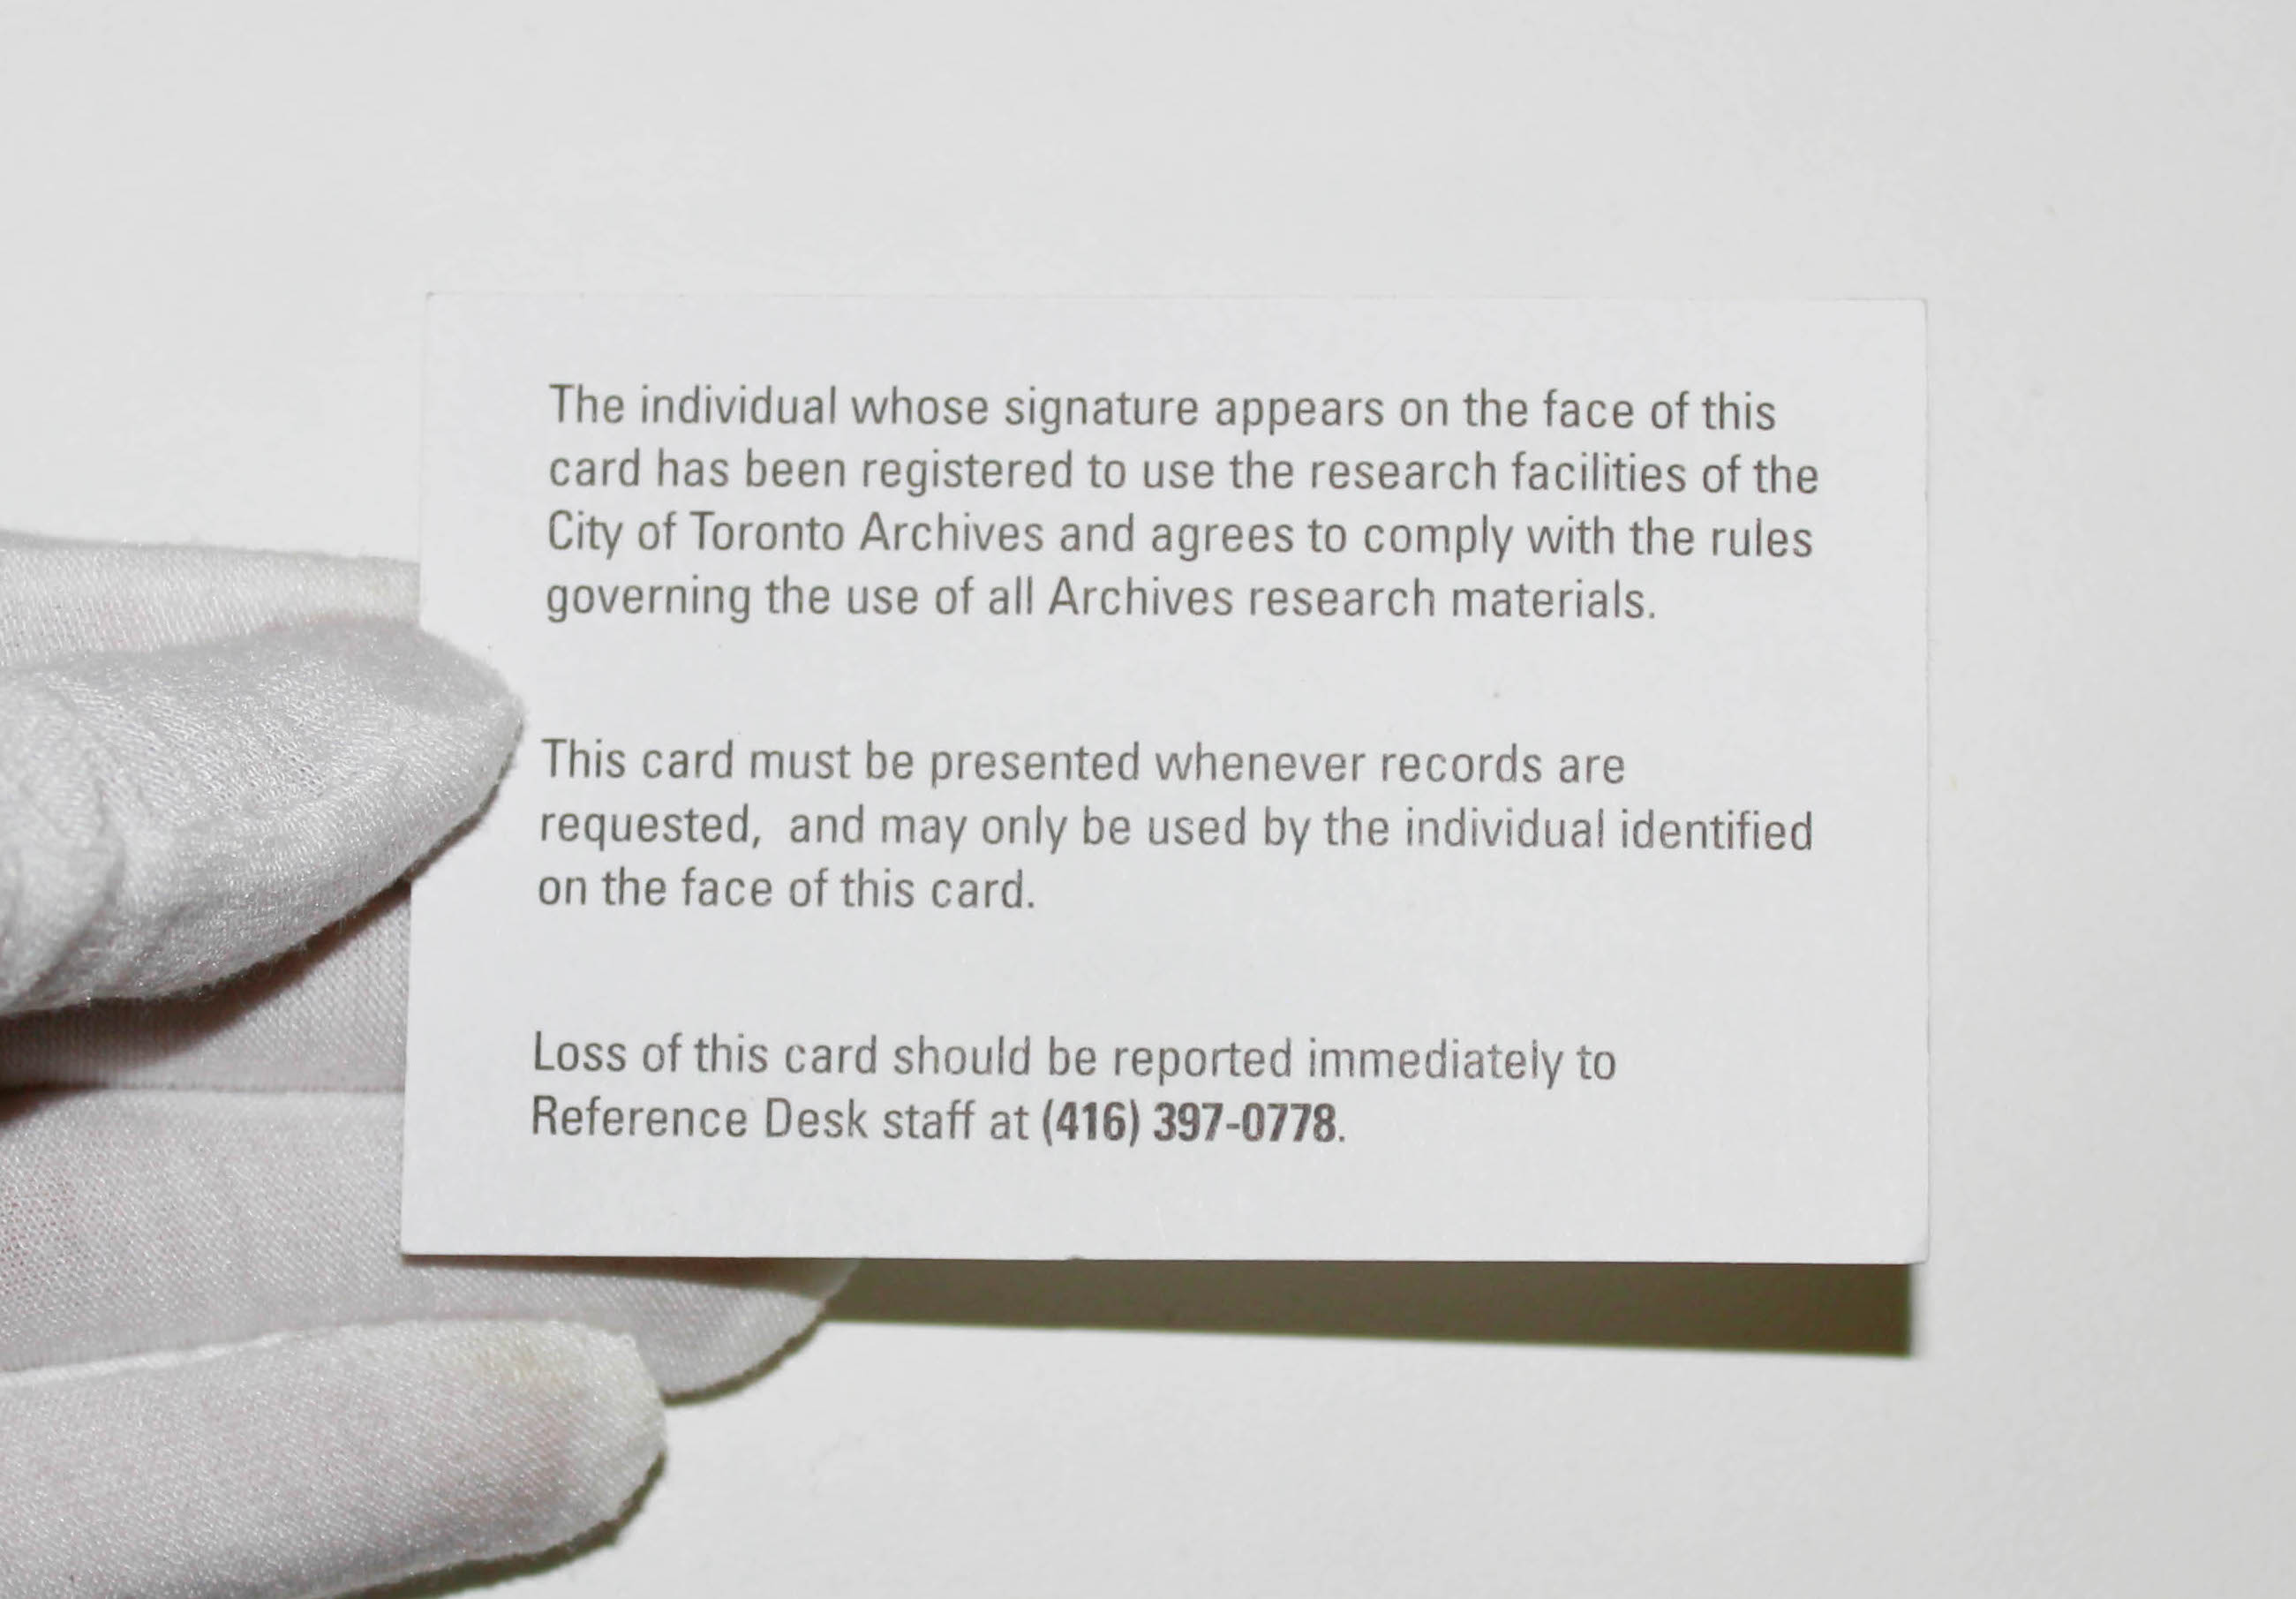 The individual whose signature appears on the face of this
card has been registered to use the research facilities of the
City of Toronto Archives and agrees to comply with the rules
governing the use of all Archives research materials.
This card must be presented whenever records are
requested, and may only be used by the individual identified
on the face of this card.
Loss of this card should be reported immediately to
Reference Desk staff at (416) 397-0778.